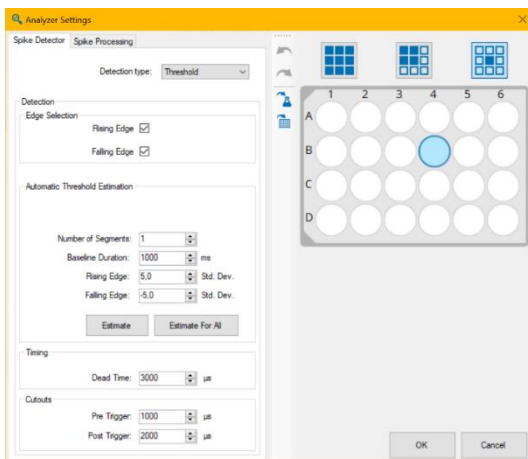 Analyzer Settings
Spike Detector Spike Processing
Detection type: Threshold
Detection
Edge Selection
Rising Edge
Falling Edge
Automatic Threshold Estimation
Number of Segments: 1
Baseline Duration: 1000 ms
Rising Edge: 5,0 Std. Dev.
Falling Edge: -5,0 Std. Dev.
Estimate Estimate For All
Timing
Dead Time: 3000 µs
Cutouts
Pre Trigger: 1000 µs
Post Trigger: 2000 µs
1 2 3 4 5 6
A
B
C
D
OK Cancel